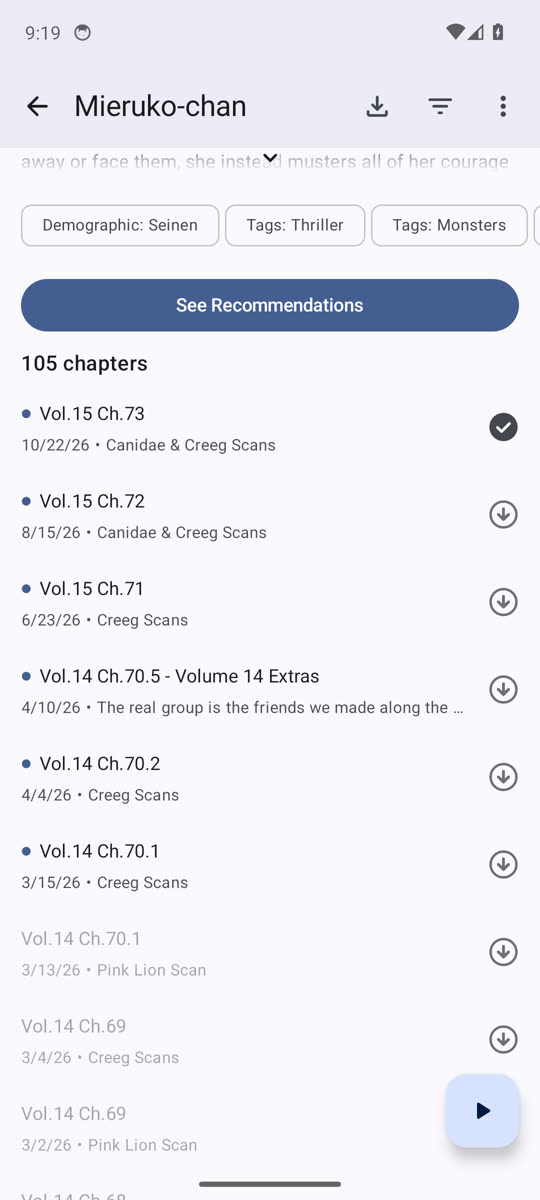 9:19
Mieruko-chan
away or face them, she instead musters all of her courage
Demographic: Seinen
Tags: Thriller
Tags: Monsters
See Recommendations
105 chapters
Vol.15 Ch.73
10/22/26 • Canidae & Creeg Scans
Vol.15 Ch.72
8/15/26 • Canidae & Creeg Scans
Vol.15 Ch.71
6/23/26 • Creeg Scans
Vol.14 Ch.70.5 - Volume 14 Extras
4/10/26 • The real group is the friends we made along the ...
Vol.14 Ch.70.2
4/4/26 • Creeg Scans
Vol.14 Ch.70.1
3/15/26 • Creeg Scans
Vol.14 Ch.70.1
3/13/26 • Pink Lion Scan
Vol.14 Ch.69
3/4/26 • Creeg Scans
Vol.14 Ch.69
3/2/26 • Pink Lion Scan
Vol.14 Ch.68